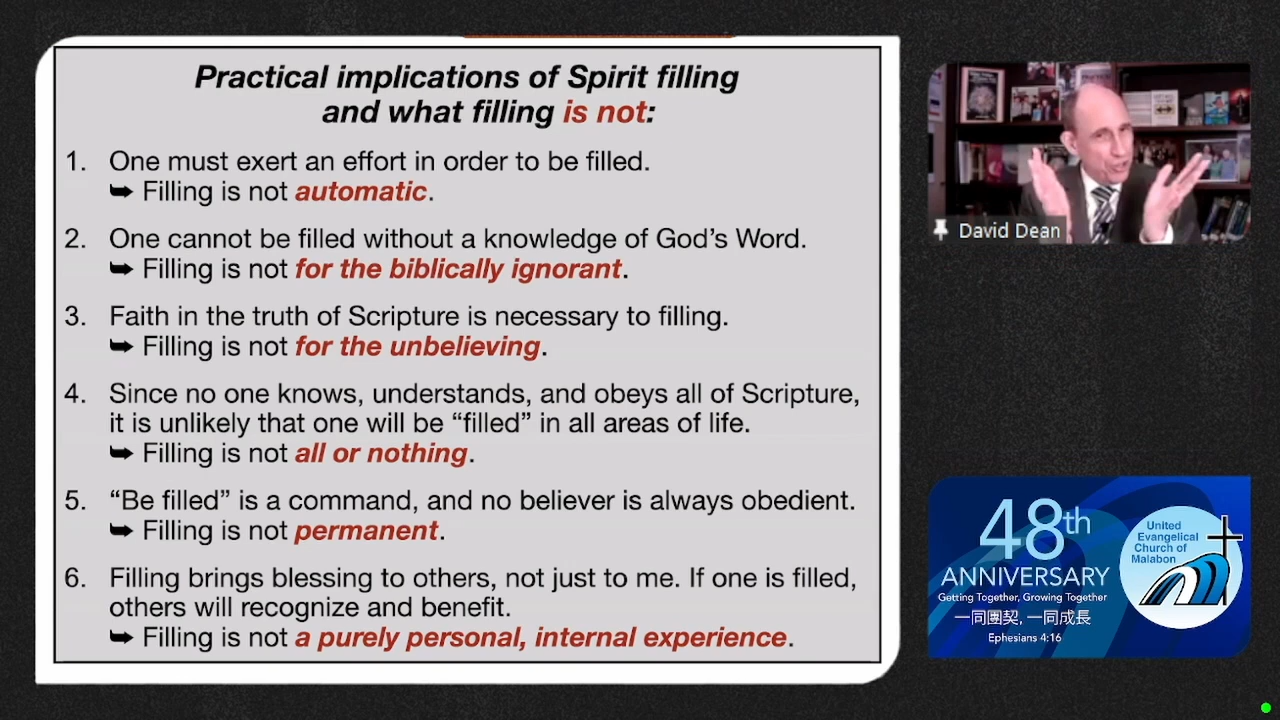 Practical implications of Spirit filling
and what filling is not:
1. One must exert an effort in order to be filled.
➥ Filling is not automatic.
2. One cannot be filled without a knowledge of God’s Word.
➥ Filling is not for the biblically ignorant.
3. Faith in the truth of Scripture is necessary to filling.
➥ Filling is not for the unbelieving.
4. Since no one knows, understands, and obeys all of Scripture,
it is unlikely that one will be “filled” in all areas of life.
➥ Filling is not all or nothing.
5. “Be filled” is a command, and no believer is always obedient.
➥ Filling is not permanent.
6. Filling brings blessing to others, not just to me. If one is filled,
others will recognize and benefit.
➥ Filling is not a purely personal, internal experience.
David Dean
48th
ANNIVERSARY
Getting Together, Growing Together
一同團契, 一同成長
Ephesians 4:16
United
Evangelical
Church of
Malabon